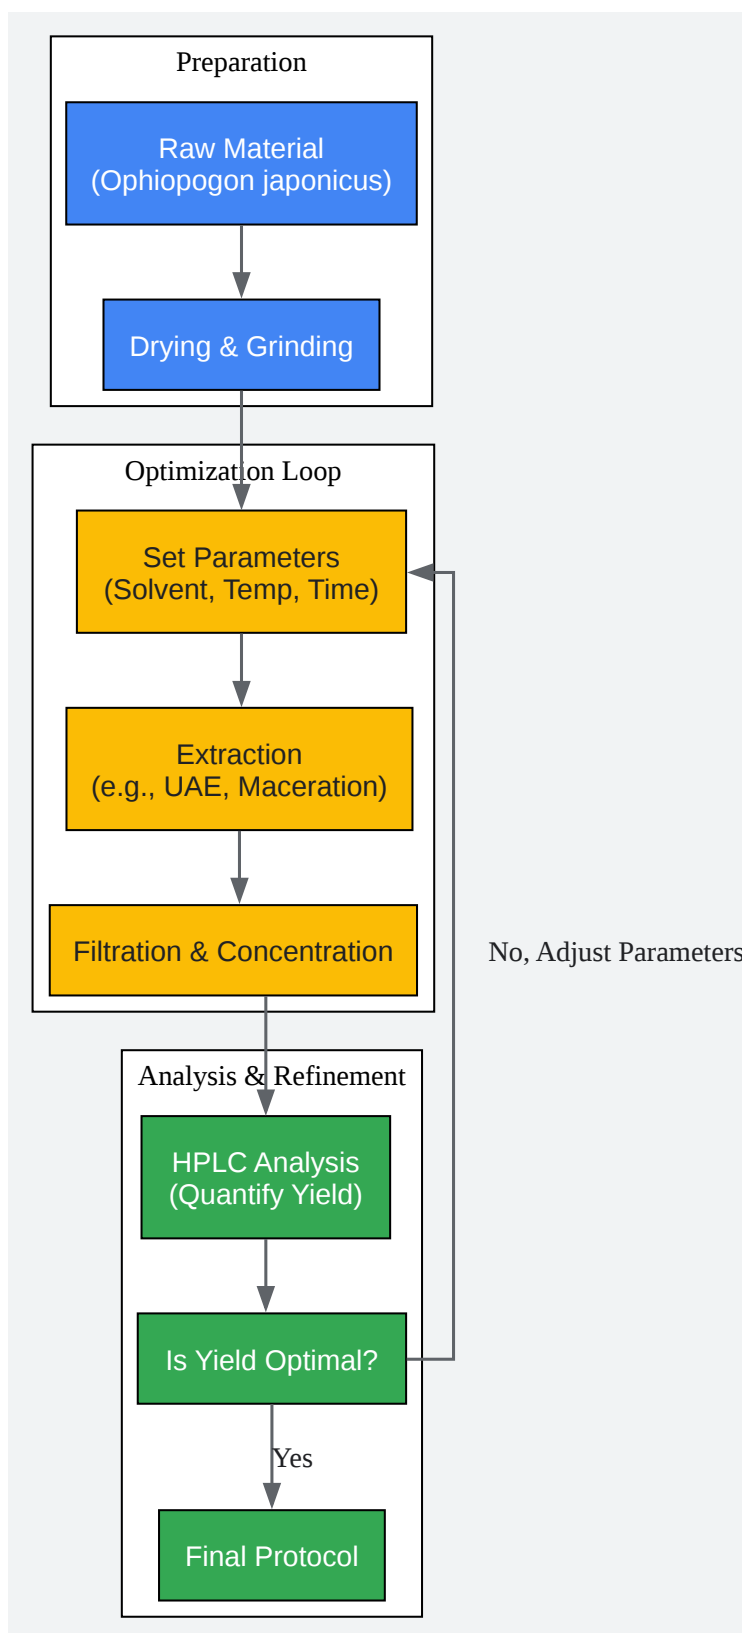 Preparation
Raw Material
(Ophiopogon japonicus)
Drying & Grinding
Optimization Loop
Set Parameters
(Solvent, Temp, Time)
Extraction
(e.g., UAE, Maceration)
Filtration & Concentration
No, Adjust Parameters
Analysis & Refinement
HPLC Analysis
(Quantify Yield)
Is Yield Optimal?
Yes
Final Protocol